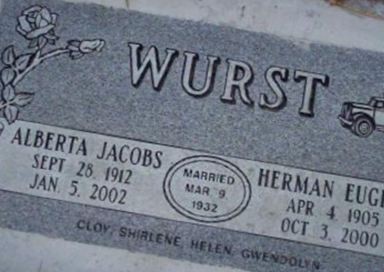 WURST
ALBERTA JACOBS
SEPT 28, 1912
JAN. 5, 2002
MARRIED
MAR. 9,
1932
HERMAN
APR. 4, 1905
OCT. 3, 2000
CLOY, SHIRLENE, HELEN, GWENDOLYN